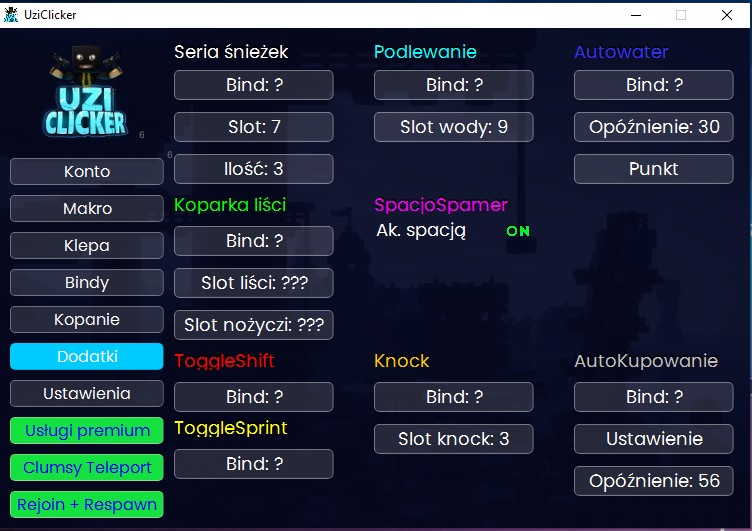 UziClicker
UZI
CLICKER
6
6
Konto
Makro
Klepa
Bindy
Kopanie
Dodatki
Ustawienia
Usługi premium
Clumsy Teleport
Rejoin + Respawn
Seria śnieżek
Bind: ?
Slot: 7
Ilość: 3
Koparka liści
Bind: ?
Slot liści: ???
Slot nożyczi: ???
ToggleShift
Bind: ?
ToggleSprint
Bind: ?
Podlewanie
Bind: ?
Slot wody: 9
SpacjoSpamer
Ak. spacją ON
Knock
Bind: ?
Slot knock: 3
Autowater
Bind: ?
Opóźnienie: 30
Punkt
AutoKupowanie
Bind: ?
Ustawienie
Opóźnienie: 56